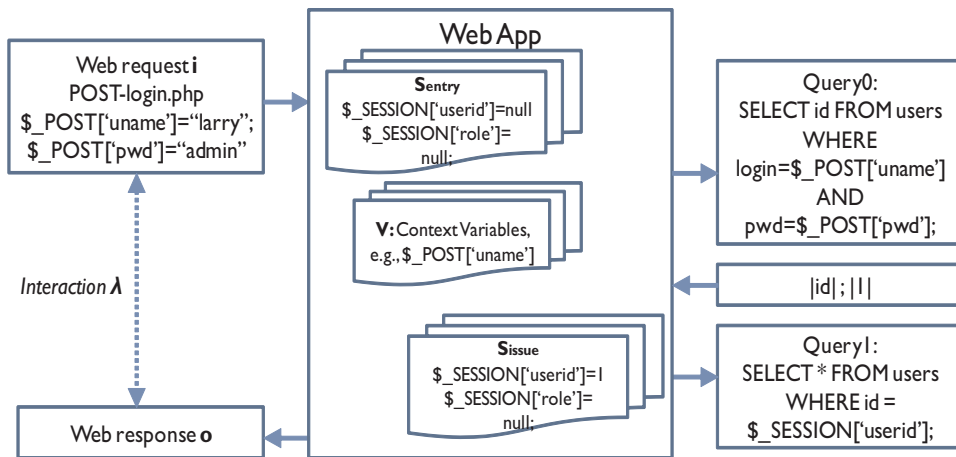 Web request i
POST-login.php
$_POST[‘uname’]=“larry”;
$_POST[‘pwd’]=“admin”
Interaction λ
Web response o
Web App
Sentry
$_SESSION[‘userid’]=null
$_SESSION[‘role’]=
null;
V: Context Variables,
e.g., $_POST[‘uname’]
Sissue
$_SESSION[‘userid’]=1
$_SESSION[‘role’]=
null;
Query0:
SELECT id FROM users
WHERE
login=$_POST[‘uname’]
AND
pwd=$_POST[‘pwd’];
|id| ; |1|
Query1:
SELECT * FROM users
WHERE id =
$_SESSION[‘userid’];